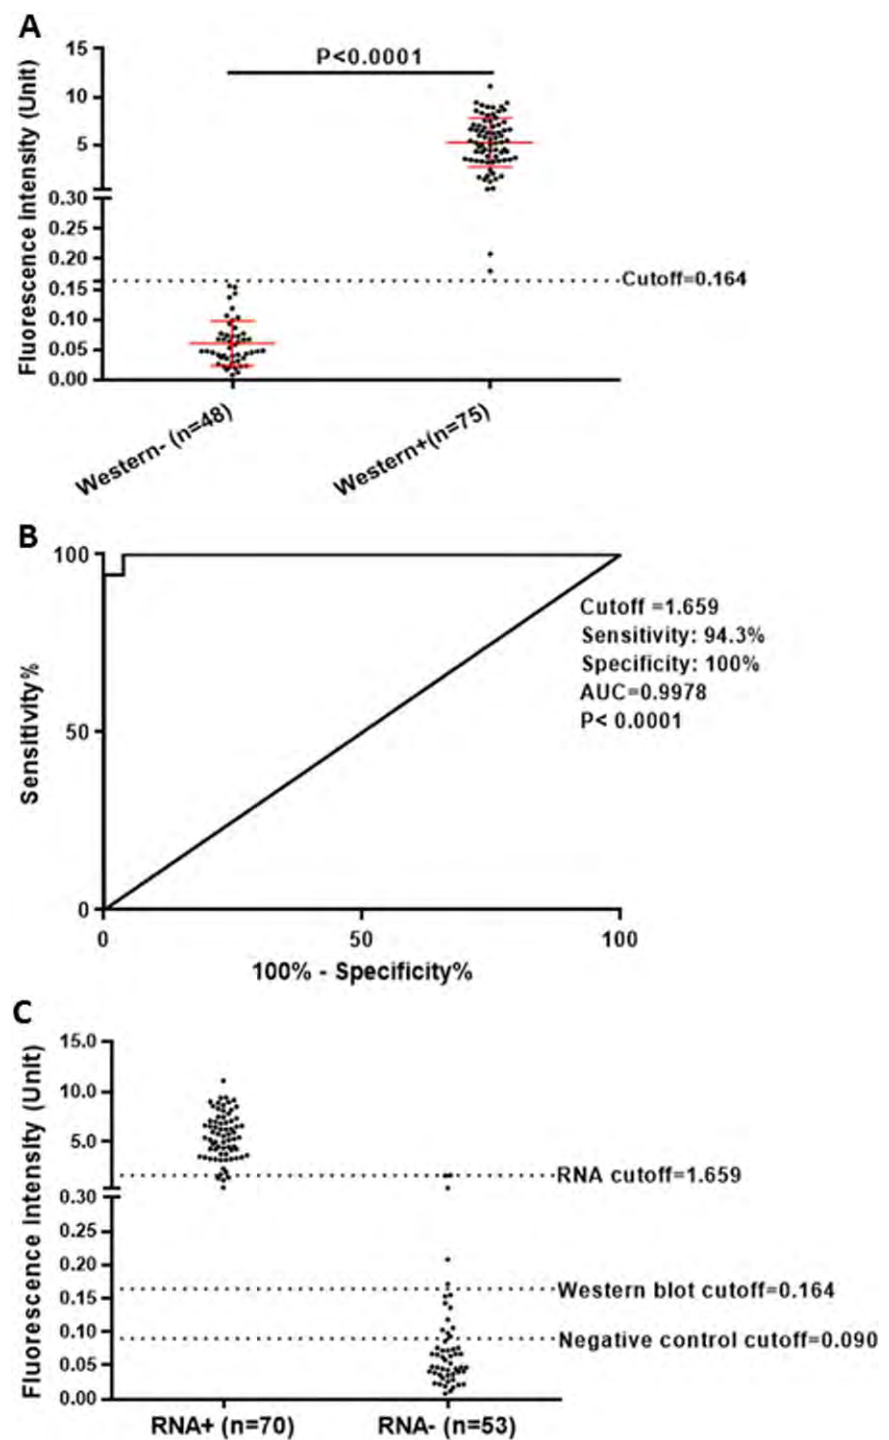 A
15
P<0.0001
10
5
0.30
0.25
0.20
Cutoff=0.164
0.15
0.10
0.05
0.00
Fluorescence intensity (Unit)
Western- (n=48)
Western+(n=75)
B
100
Cutoff =1.659
Sensitivity: 94.3%
Specificity: 100%
AUC=0.9978
P< 0.0001
50
Sensitivity%
0
0
50
100
100% - Specificity%
C
15.0
10.0
5.0
RNA cutoff=1.659
0.30
0.25
0.20
Western blot cutoff=0.164
0.15
0.10
Negative control cutoff=0.090
0.05
0.00
Fluorescence Intensity (Unit)
RNA+ (n=70)
RNA- (n=53)